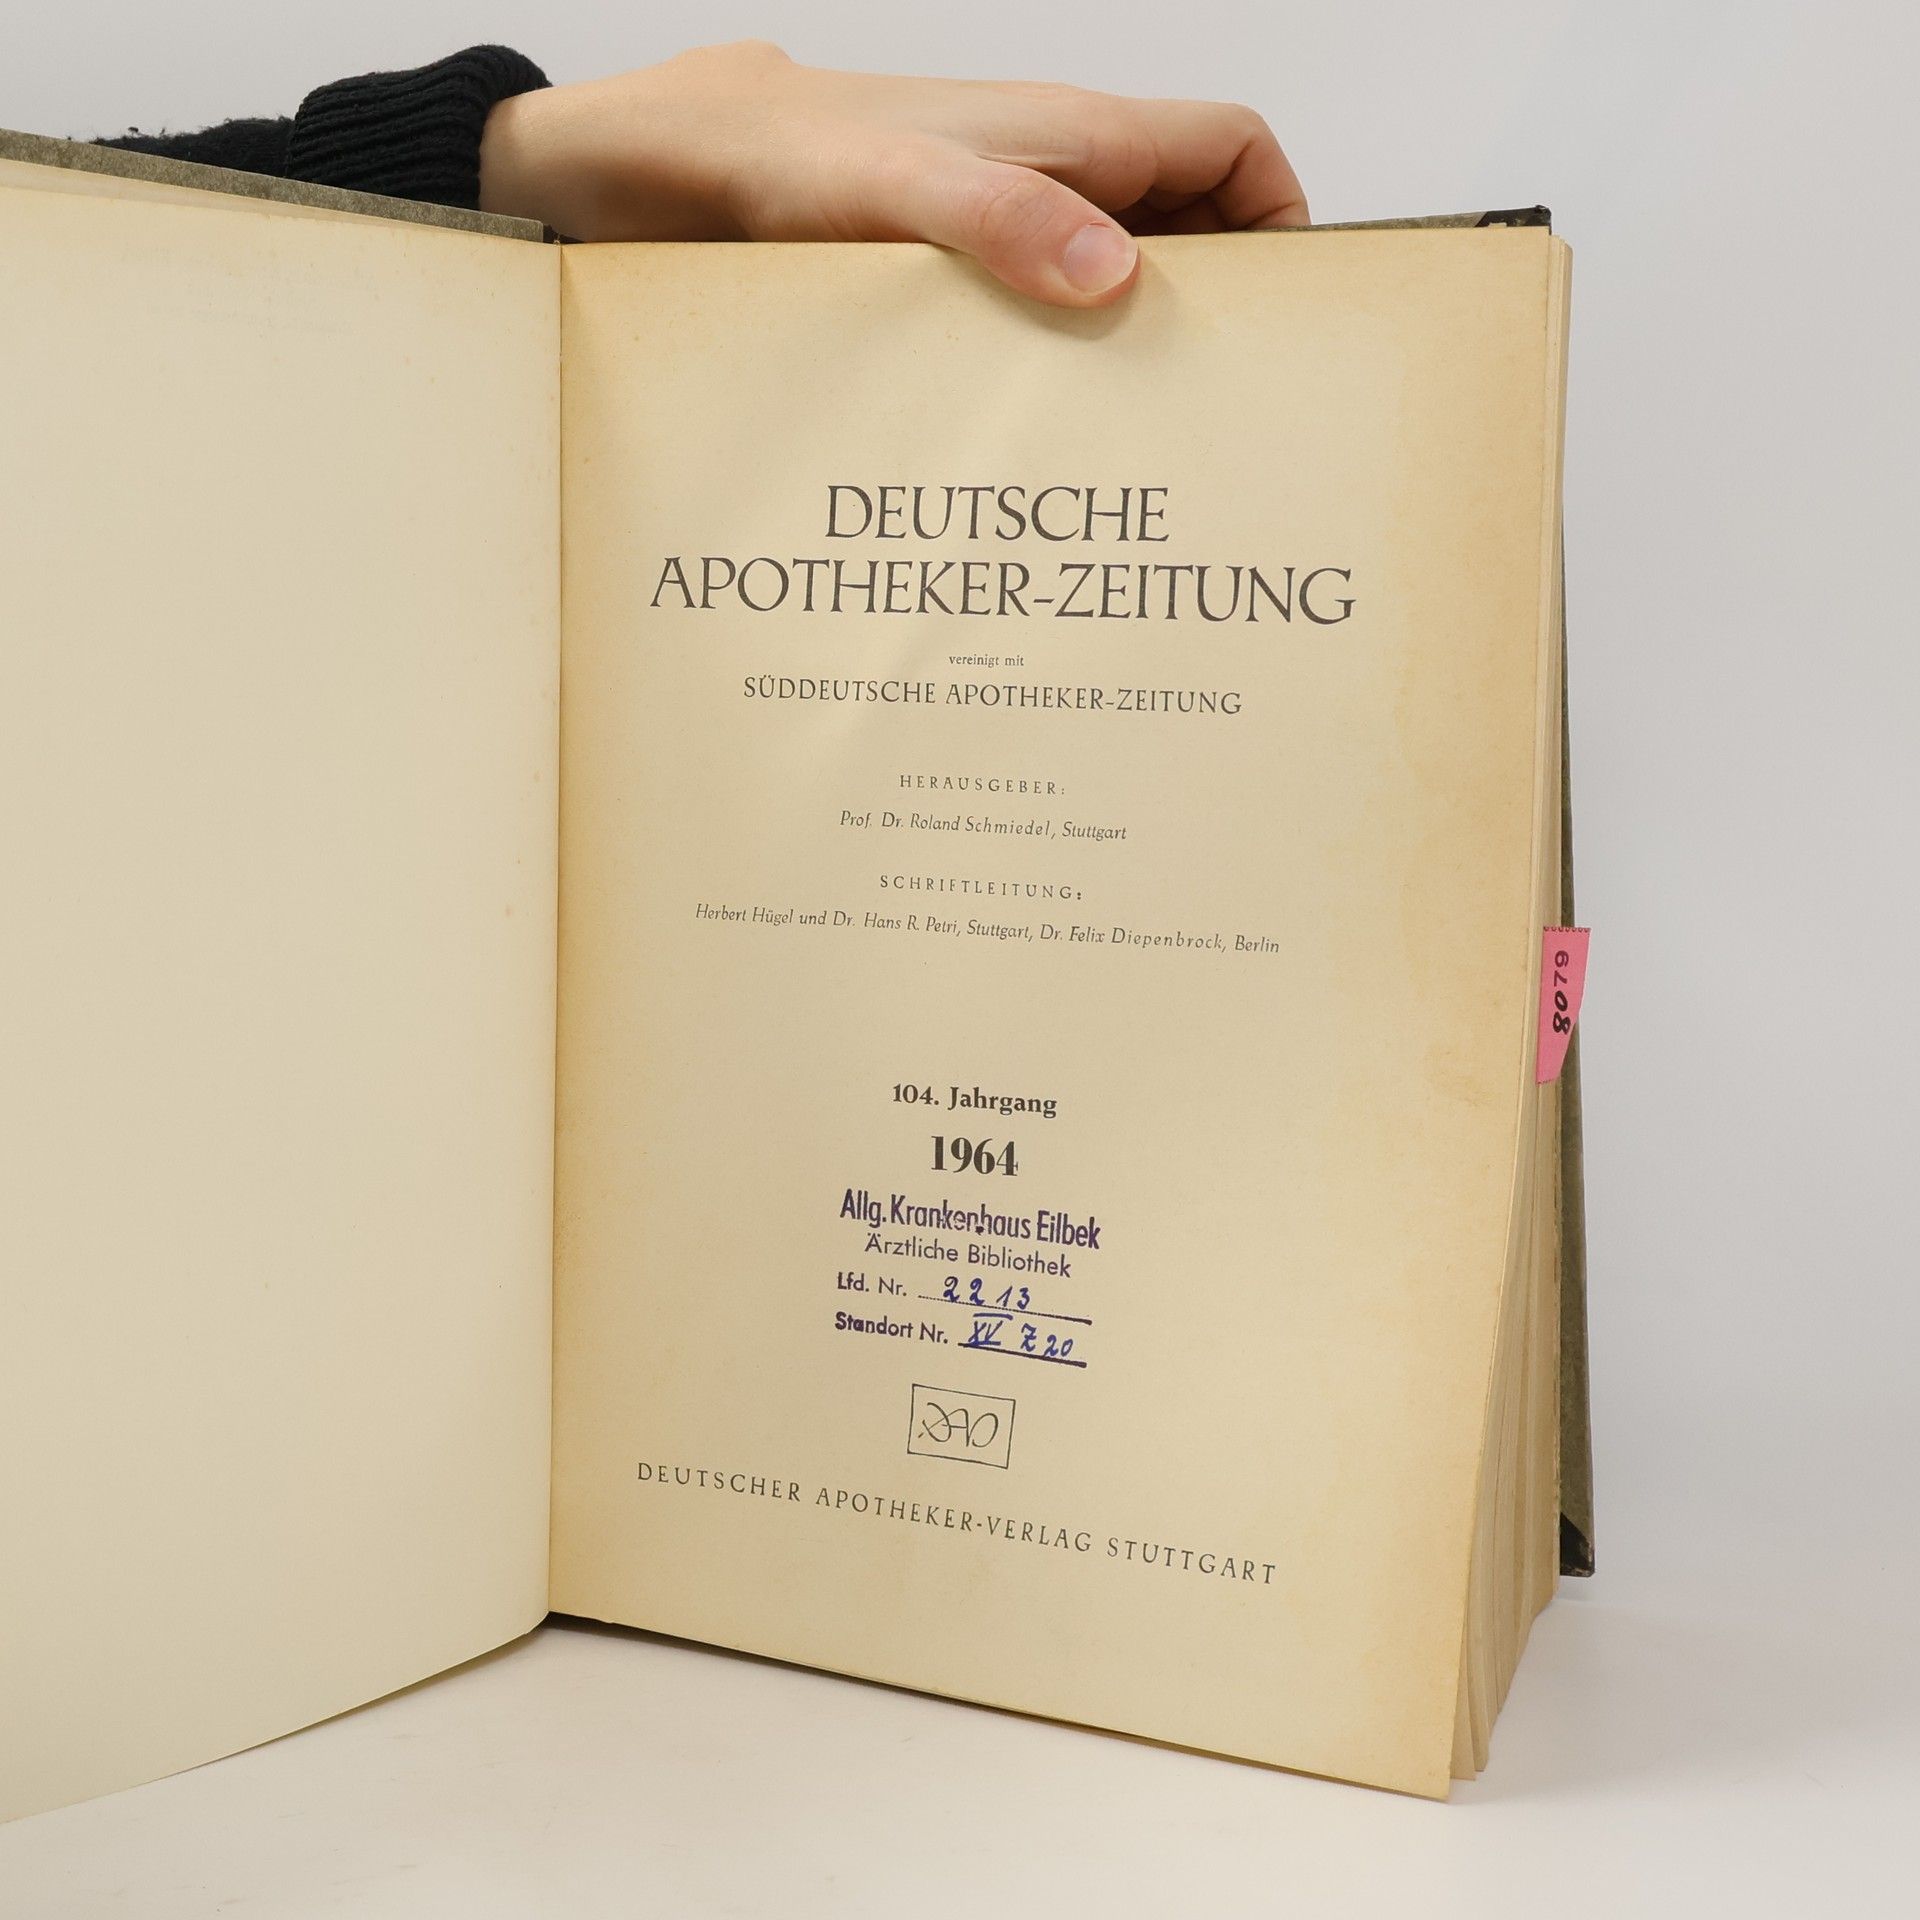 DEUTSCHE
APOTHEKER-ZEITUNG
vereinigt mit
SÜDDEUTSCHE APOTHEKER-ZEITUNG
HERAUSGEBER:
Prof. Dr. Roland Schmiedel, Stuttgart
SCHRIFTLEITUNG:
Herbert Hügel und Dr. Hans R. Petri, Stuttgart, Dr. Felix Diepenbrock, Berlin
104. Jahrgang
1964
Allg. Krankenhaus Eilbek
Ärztliche Bibliothek
Lfd. Nr. 2213
Standort Nr. XV Z 20
DAV
DEUTSCHER APOTHEKER-VERLAG STUTTGART
8079